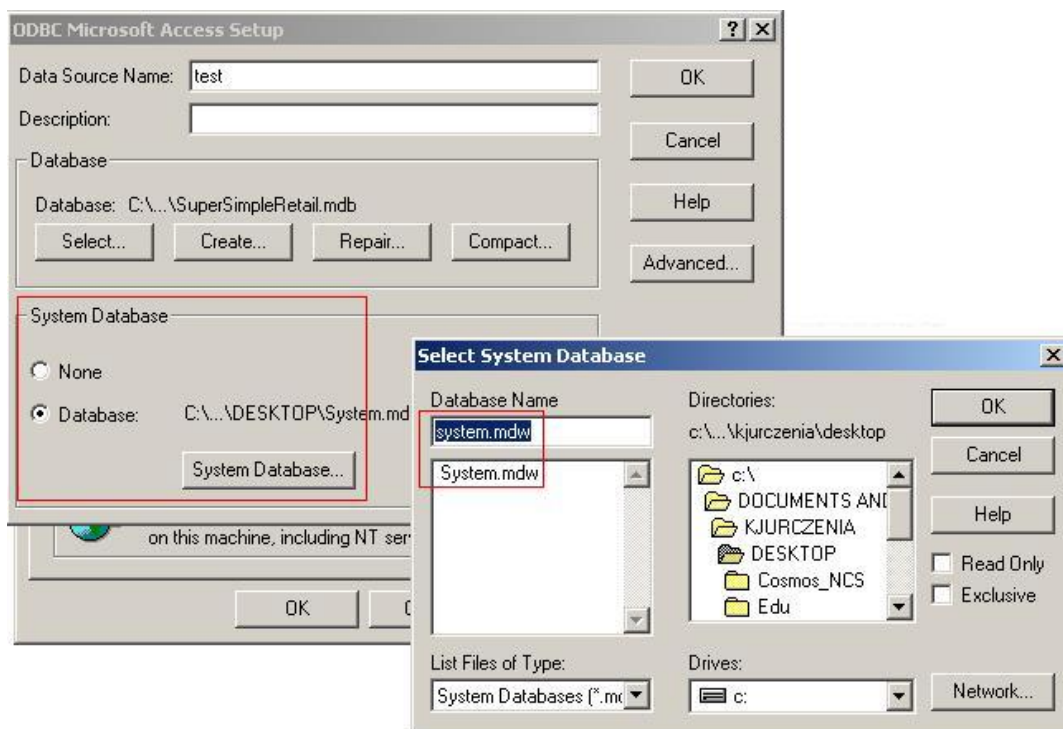 ODBC Microsoft Access Setup
Data Source Name: test
OK
Description:
Cancel
Database
Database: C:\...\SuperSimpleRetail.mdb
Help
Select... Create... Repair... Compact...
Advanced...
System Database
None
Database: C:\...\DESKTOP\System.md
System Database...
on this machine, including NT ser
OK
Select System Database
Database Name
system.mdw
System.mdw
Directories:
c:\...\kjurczenia\desktop
c:\
DOCUMENTS AND
KJURCZENIA
DESKTOP
Cosmos_NCS
Edu
OK
Cancel
Help
Read Only
Exclusive
List Files of Type:
System Databases (*.m
Drives:
c:
Network...